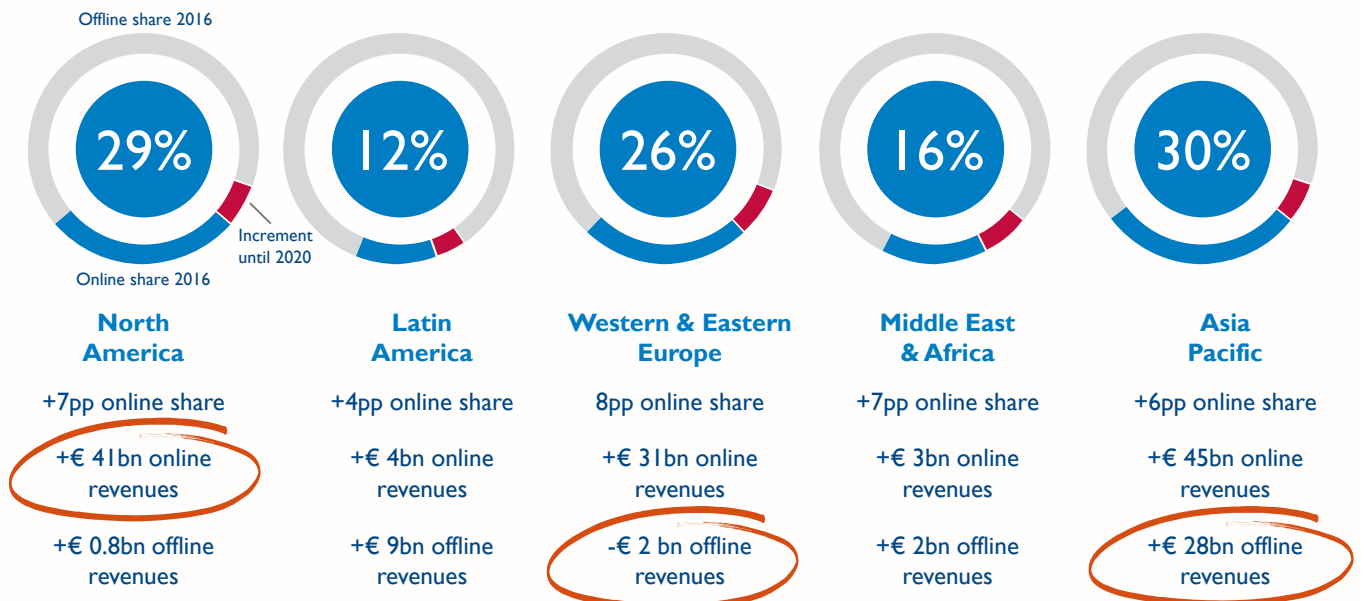 Offline share 2016
29%
12%
26%
16%
30%
Increment
until 2020
Online share 2016
North
America
+7pp online share
+€ 41bn online
revenues
+€ 0.8bn offline
revenues
Latin
America
+4pp online share
+€ 4bn online
revenues
+€ 9bn offline
revenues
Western & Eastern
Europe
8pp online share
+€ 31bn online
revenues
-€ 2 bn offline
revenues
Middle East
& Africa
+7pp online share
+€ 3bn online
revenues
+€ 2bn offline
revenues
Asia
Pacific
+6pp online share
+€ 45bn online
revenues
+€ 28bn offline
revenues